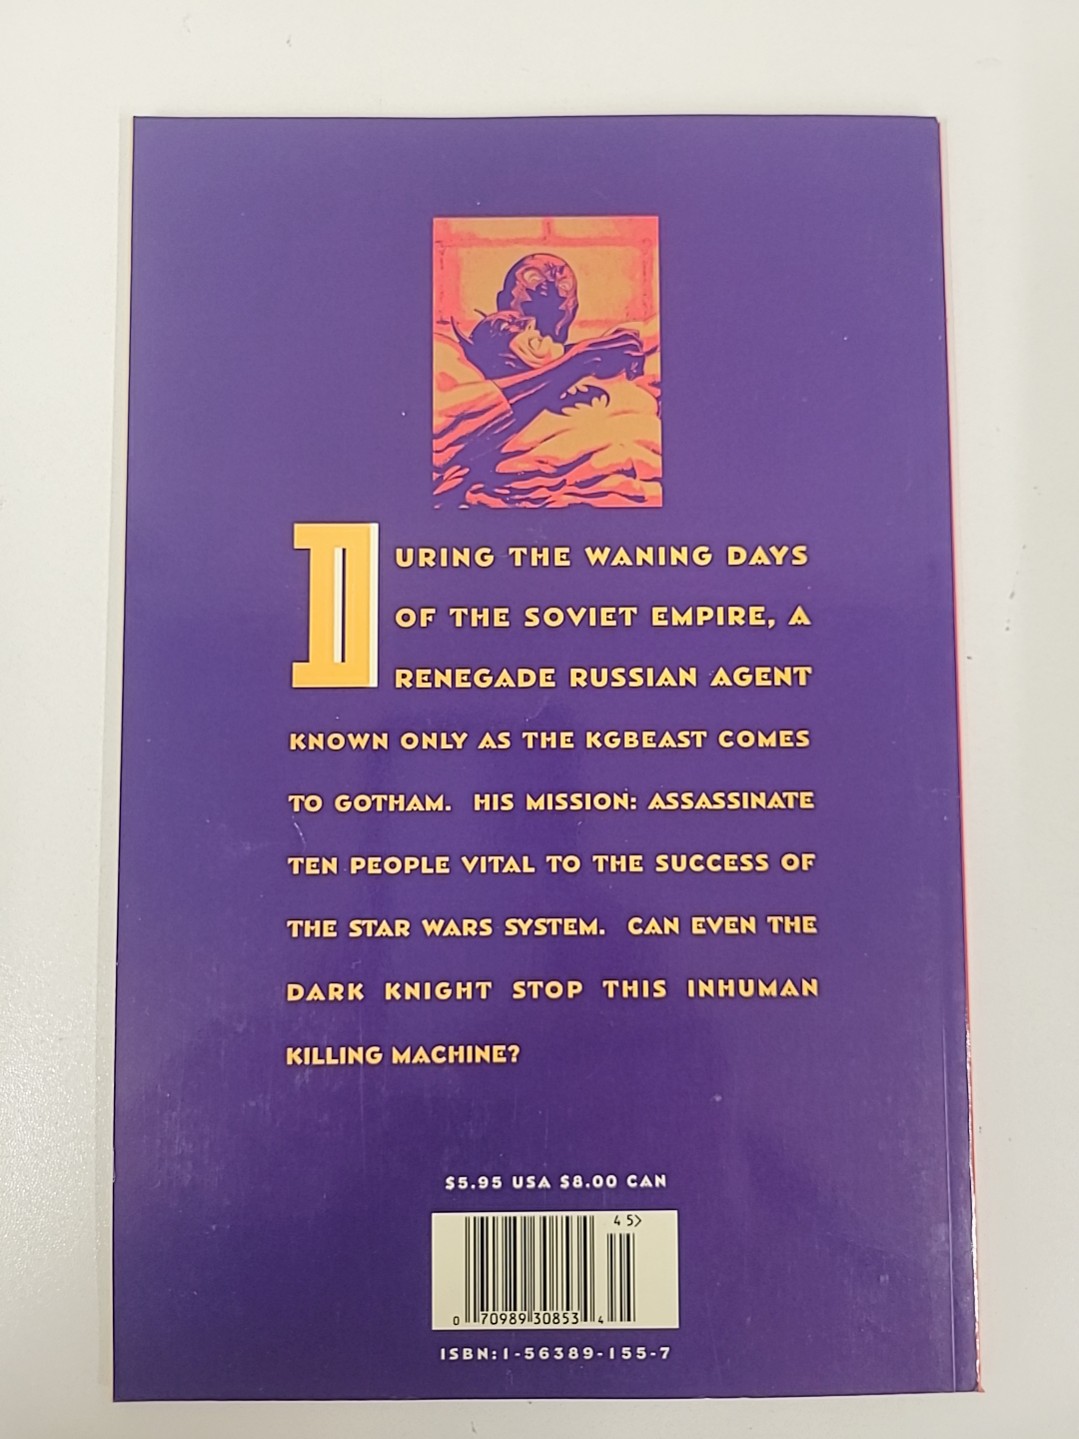 DURING THE WANING DAYS
OF THE SOVIET EMPIRE, A
RENEGADE RUSSIAN AGENT
KNOWN ONLY AS THE KGBEAST COMES
TO GOTHAM. HIS MISSION: ASSASSINATE
TEN PEOPLE VITAL TO THE SUCCESS OF
THE STAR WARS SYSTEM. CAN EVEN THE
DARK KNIGHT STOP THIS INHUMAN
KILLING MACHINE?
$5.95 USA $8.00 CAN
45>
0 70989 30853 4
ISBN:1-56389-155-7